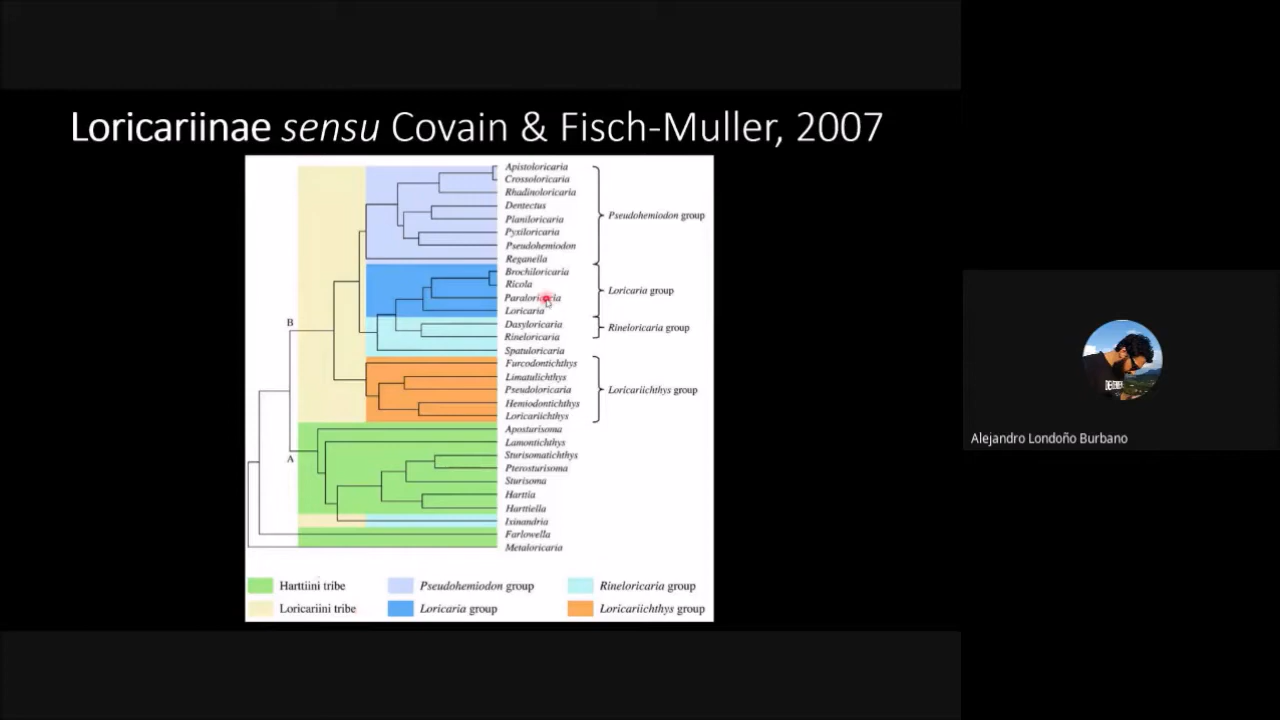 Loricariinae sensu Covain & Fisch-Muller, 2007
Apistoloricaria
Crossoloricaria
Rhadinoloricaria
Dentectus
Planiloricaria
Pyxiloricaria
Pseudohemiodon
Reganella
Pseudohemiodon group
Brochiloricaria
Ricola
Paraloricaria
Loricaria
Loricaria group
Dasyloricaria
Rineloricaria
Rineloricaria group
Spatuloricaria
Furcodontichthys
Limatulichthys
Pseudoloricaria
Hemiodontichthys
Loricariichthys
Loricariichthys group
Aposturisoma
Lamontichthys
Sturisomatichthys
Pterosturisoma
Sturisoma
Harttia
Harttiella
Ixinandria
Farlowella
Metaloricaria
B
A
Harttiini tribe
Pseudohemiodon group
Rineloricaria group
Loricariini tribe
Loricaria group
Loricariichthys group
Alejandro Londoño Burbano